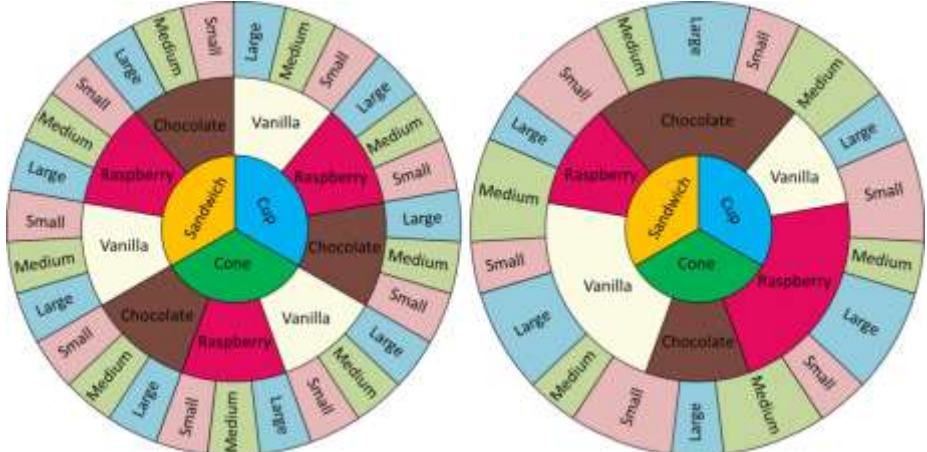 Large
Medium
Small
Large
Medium
Small
Large
Medium
Small
Large
Medium
Small
Large
Medium
Small
Large
Medium
Small
Large
Medium
Small
Large
Medium
Small
Large
Medium
Small
Vanilla
Raspberry
Chocolate
Vanilla
Raspberry
Chocolate
Vanilla
Raspberry
Chocolate
Cup
Cone
Sandwich
Large
Small
Medium
Large
Small
Medium
Large
Small
Medium
Large
Small
Medium
Large
Small
Medium
Large
Small
Medium
Chocolate
Vanilla
Raspberry
Chocolate
Vanilla
Raspberry
Cup
Cone
Sandwich